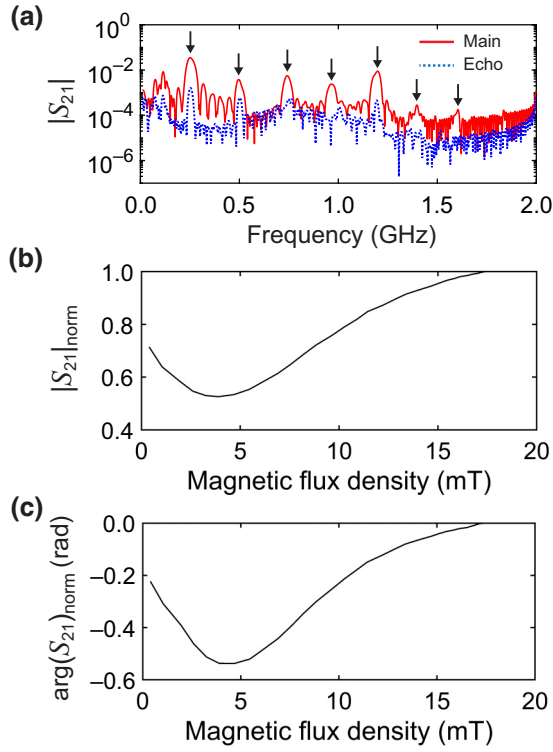 (a)
Main
Echo
10⁰
10⁻²
10⁻⁴
10⁻⁶
|S₂₁|
0.0 0.5 1.0 1.5 2.0
Frequency (GHz)
(b)
1.0
0.8
0.6
0.4
|S₂₁|norm
0 5 10 15 20
Magnetic flux density (mT)
(c)
0.0
−0.2
−0.4
−0.6
arg(S₂₁)norm (rad)
0 5 10 15 20
Magnetic flux density (mT)